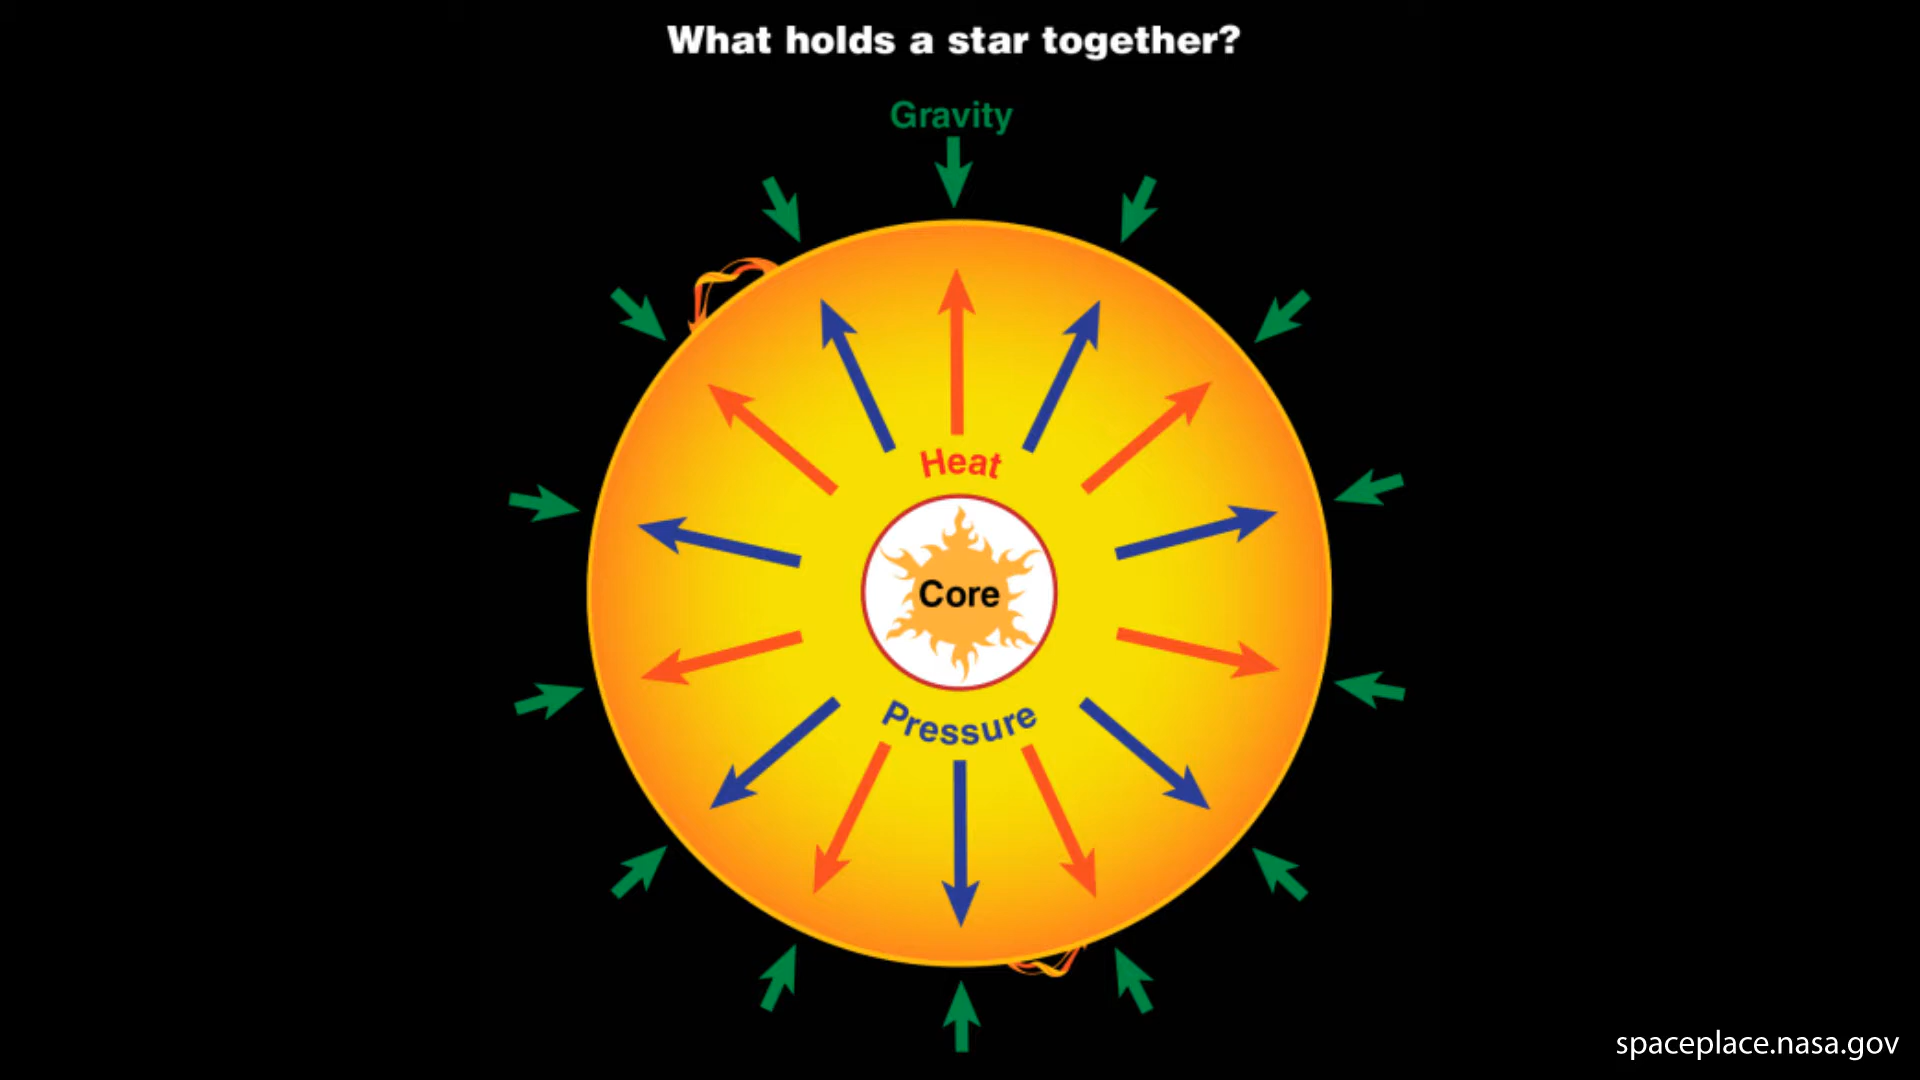 What holds a star together?
Gravity
Heat
Core
Pressure
spaceplace.nasa.gov